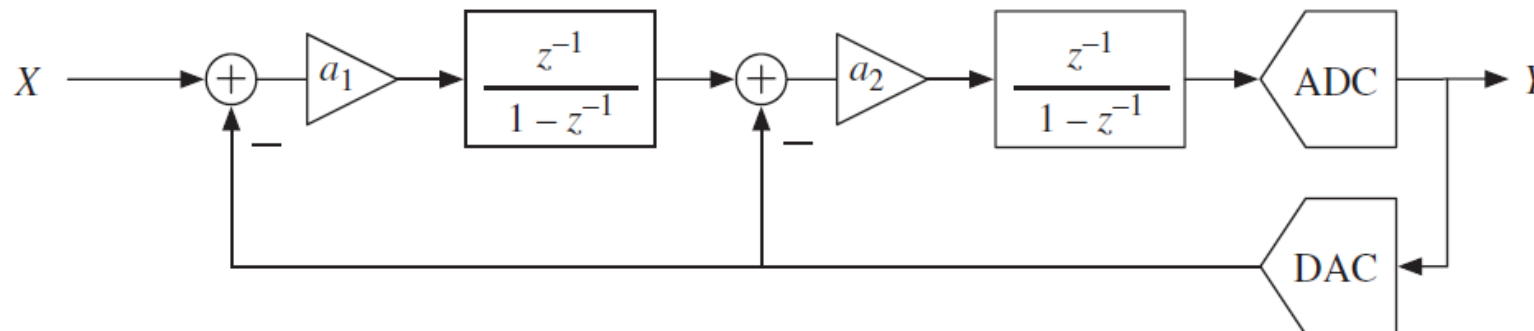 X + a₁ z⁻¹ + a₂ z⁻¹ ADC Y
1 − z⁻¹ 1 − z⁻¹
− −
DAC